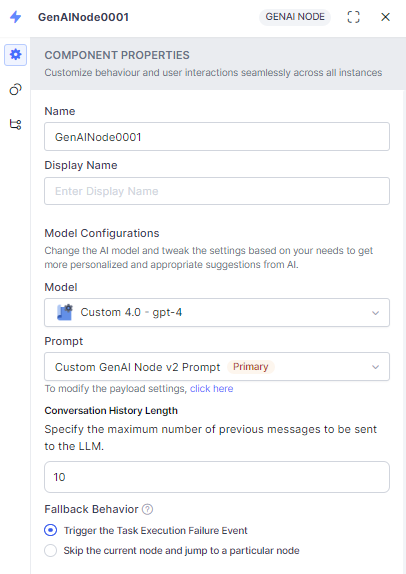 GenAINode0001
GENAI NODE
COMPONENT PROPERTIES
Customize behaviour and user interactions seamlessly across all instances
Name
GenAINode0001
Display Name
Enter Display Name
Model Configurations
Change the AI model and tweak the settings based on your needs to get
more personalized and appropriate suggestions from AI.
Model
Custom 4.0 - gpt-4
Prompt
Custom GenAI Node v2 Prompt Primary
To modify the payload settings, click here
Conversation History Length
Specify the maximum number of previous messages to be sent
to the LLM.
10
Fallback Behavior
Trigger the Task Execution Failure Event
Skip the current node and jump to a particular node